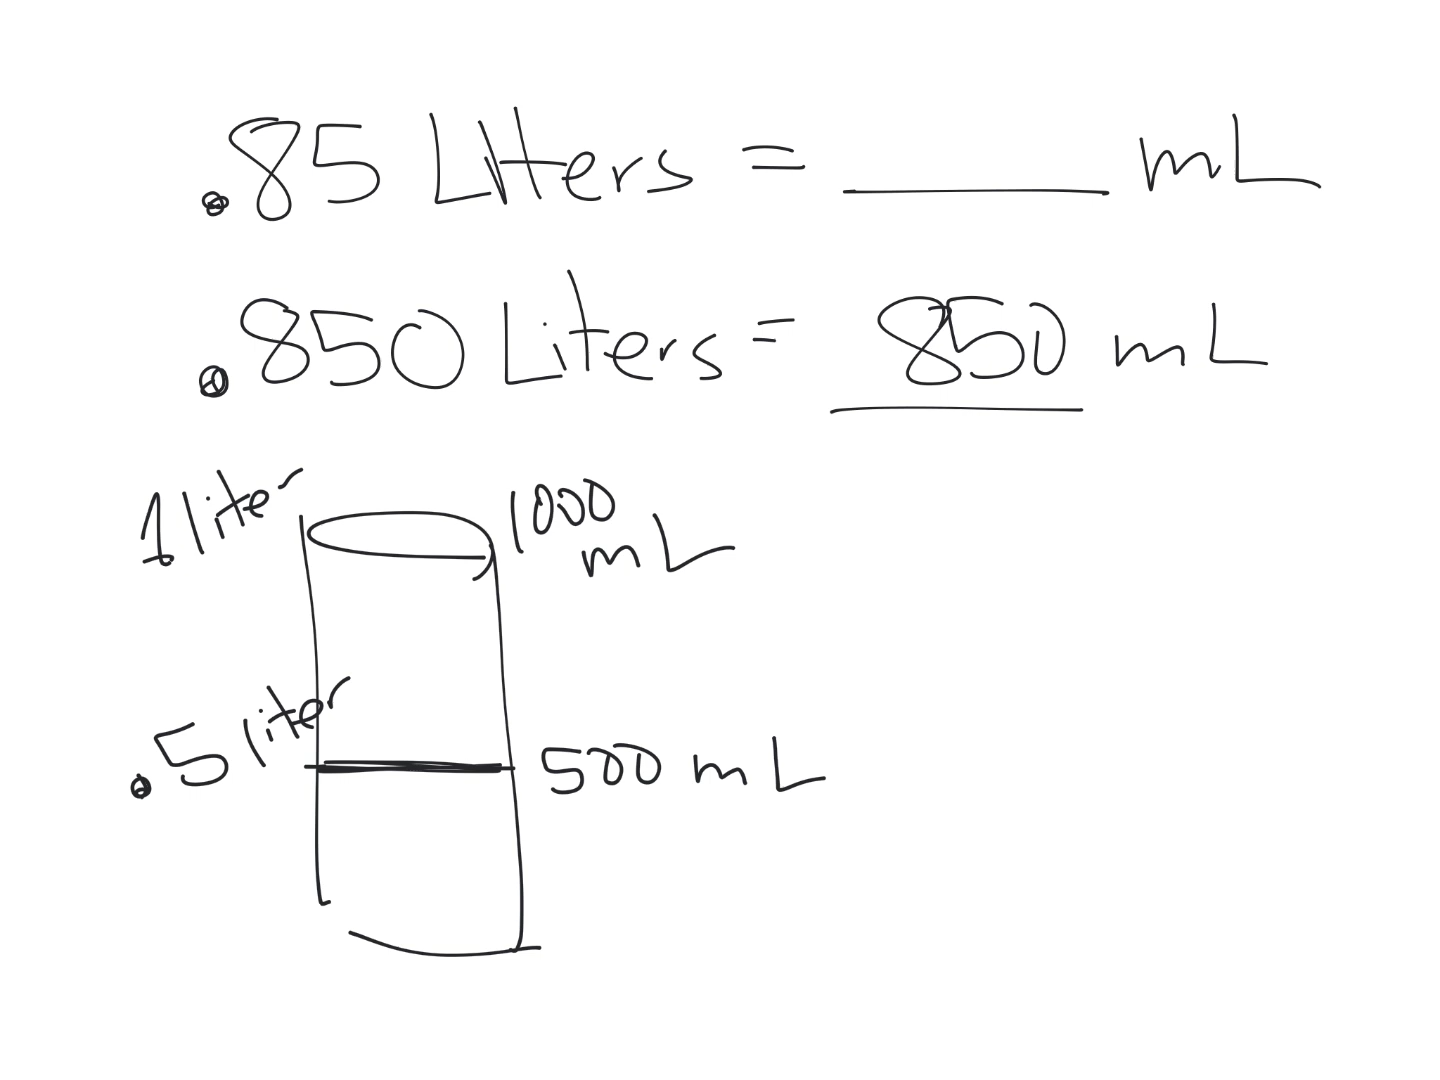 .85 Liters = ______ mL
.850 Liters = 850 mL
1 liter
1000
mL
.5 liter
500 mL